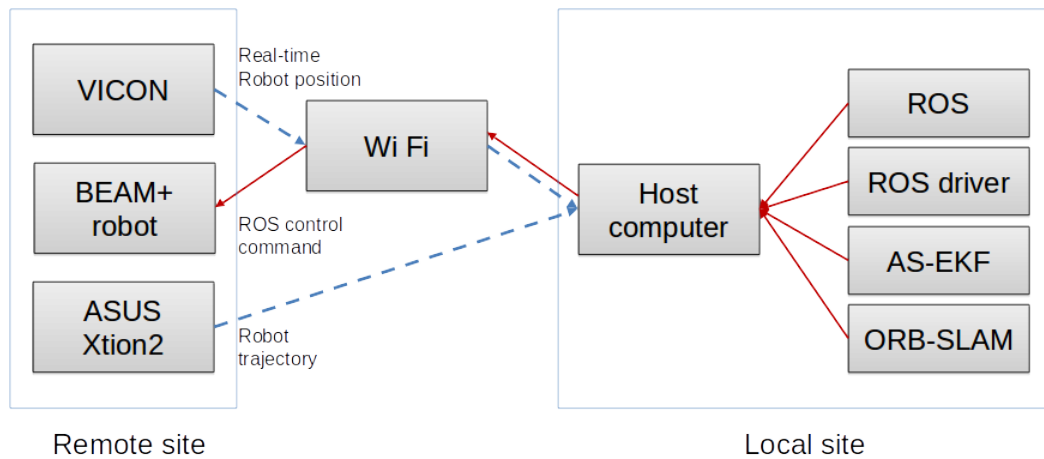 VICON
Real-time
Robot position
Wi Fi
BEAM+
robot
ROS control
command
ASUS
Xtion2
Robot
trajectory
Host
computer
ROS
ROS driver
AS-EKF
ORB-SLAM
Remote site
Local site